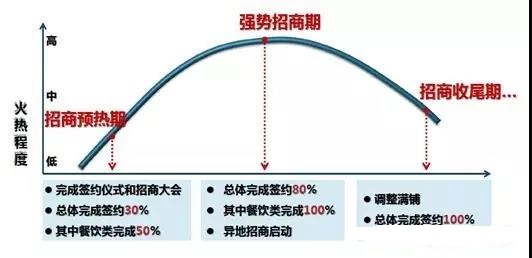 强势招商期
高
中
低
火热程度
招商预热期
招商收尾期...
完成签约仪式和招商大会
总体完成签约30%
其中餐饮类完成50%
总体完成签约80%
其中餐饮类完成100%
异地招商启动
调整满铺
总体完成签约100%